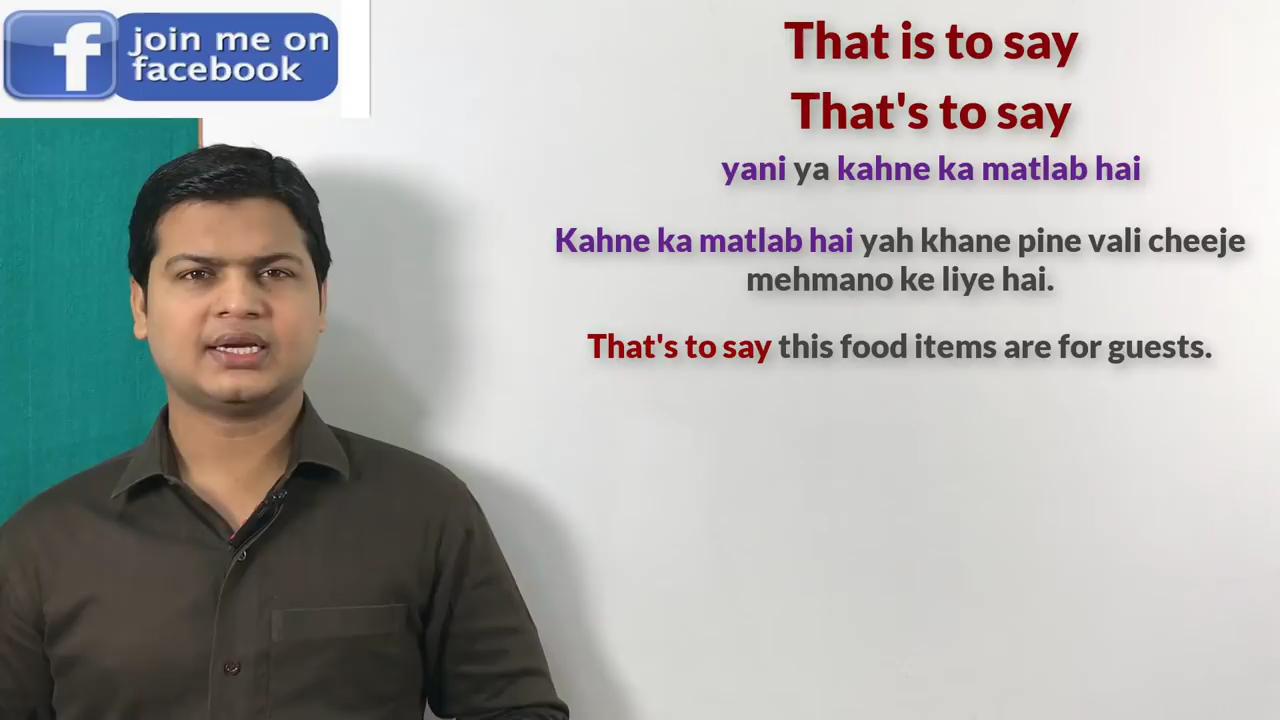 join me on
facebook
That is to say
That's to say
yani ya kahne ka matlab hai
Kahne ka matlab hai yah khane pine vali cheeje
mehmano ke liye hai.
That's to say this food items are for guests.